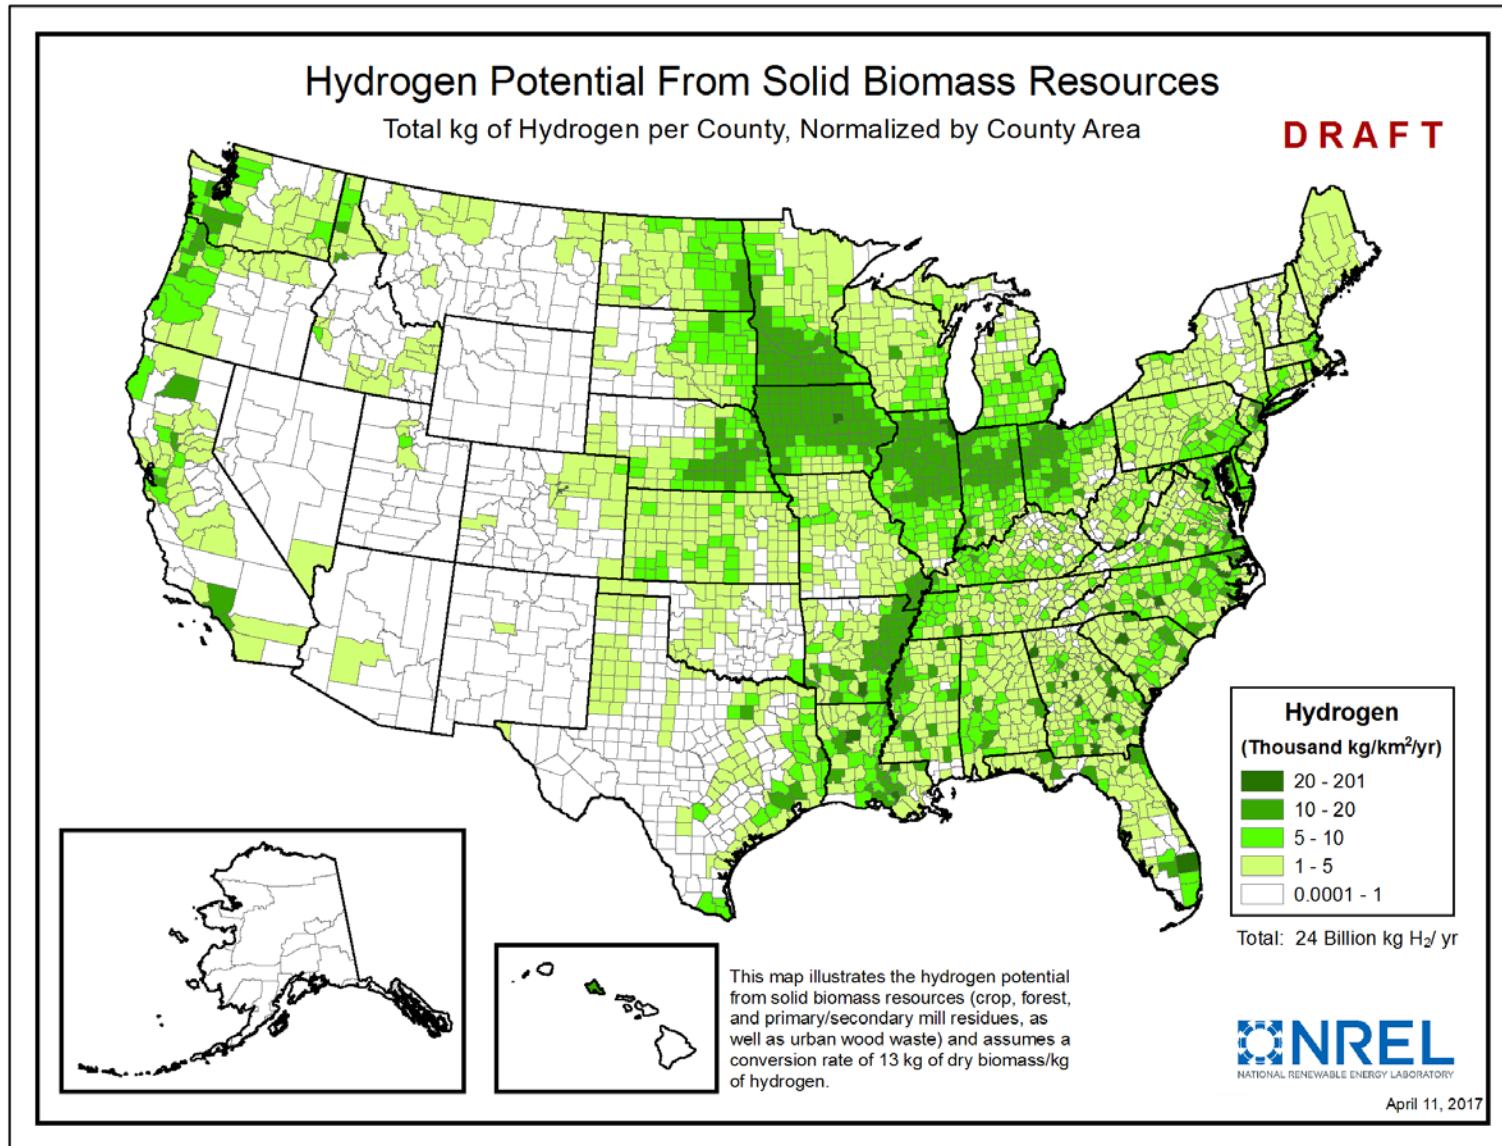 Hydrogen Potential From Solid Biomass Resources
Total kg of Hydrogen per County, Normalized by County Area
DRAFT
Hydrogen
(Thousand kg/km²/yr)
20 - 201
10 - 20
5 - 10
1 - 5
0.0001 - 1
Total: 24 Billion kg H₂/ yr
This map illustrates the hydrogen potential
from solid biomass resources (crop, forest,
and primary/secondary mill residues, as
well as urban wood waste) and assumes a
conversion rate of 13 kg of dry biomass/kg
of hydrogen.
NREL
NATIONAL RENEWABLE ENERGY LABORATORY
April 11, 2017